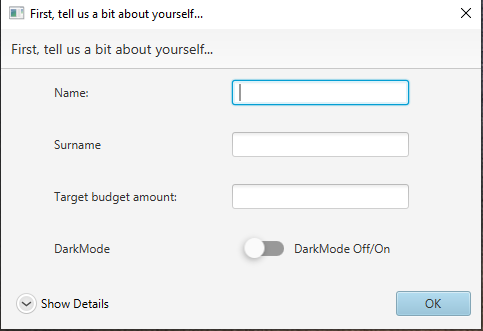 First, tell us a bit about yourself...
First, tell us a bit about yourself...
Name:
Surname
Target budget amount:
DarkMode DarkMode Off/On
Show Details OK